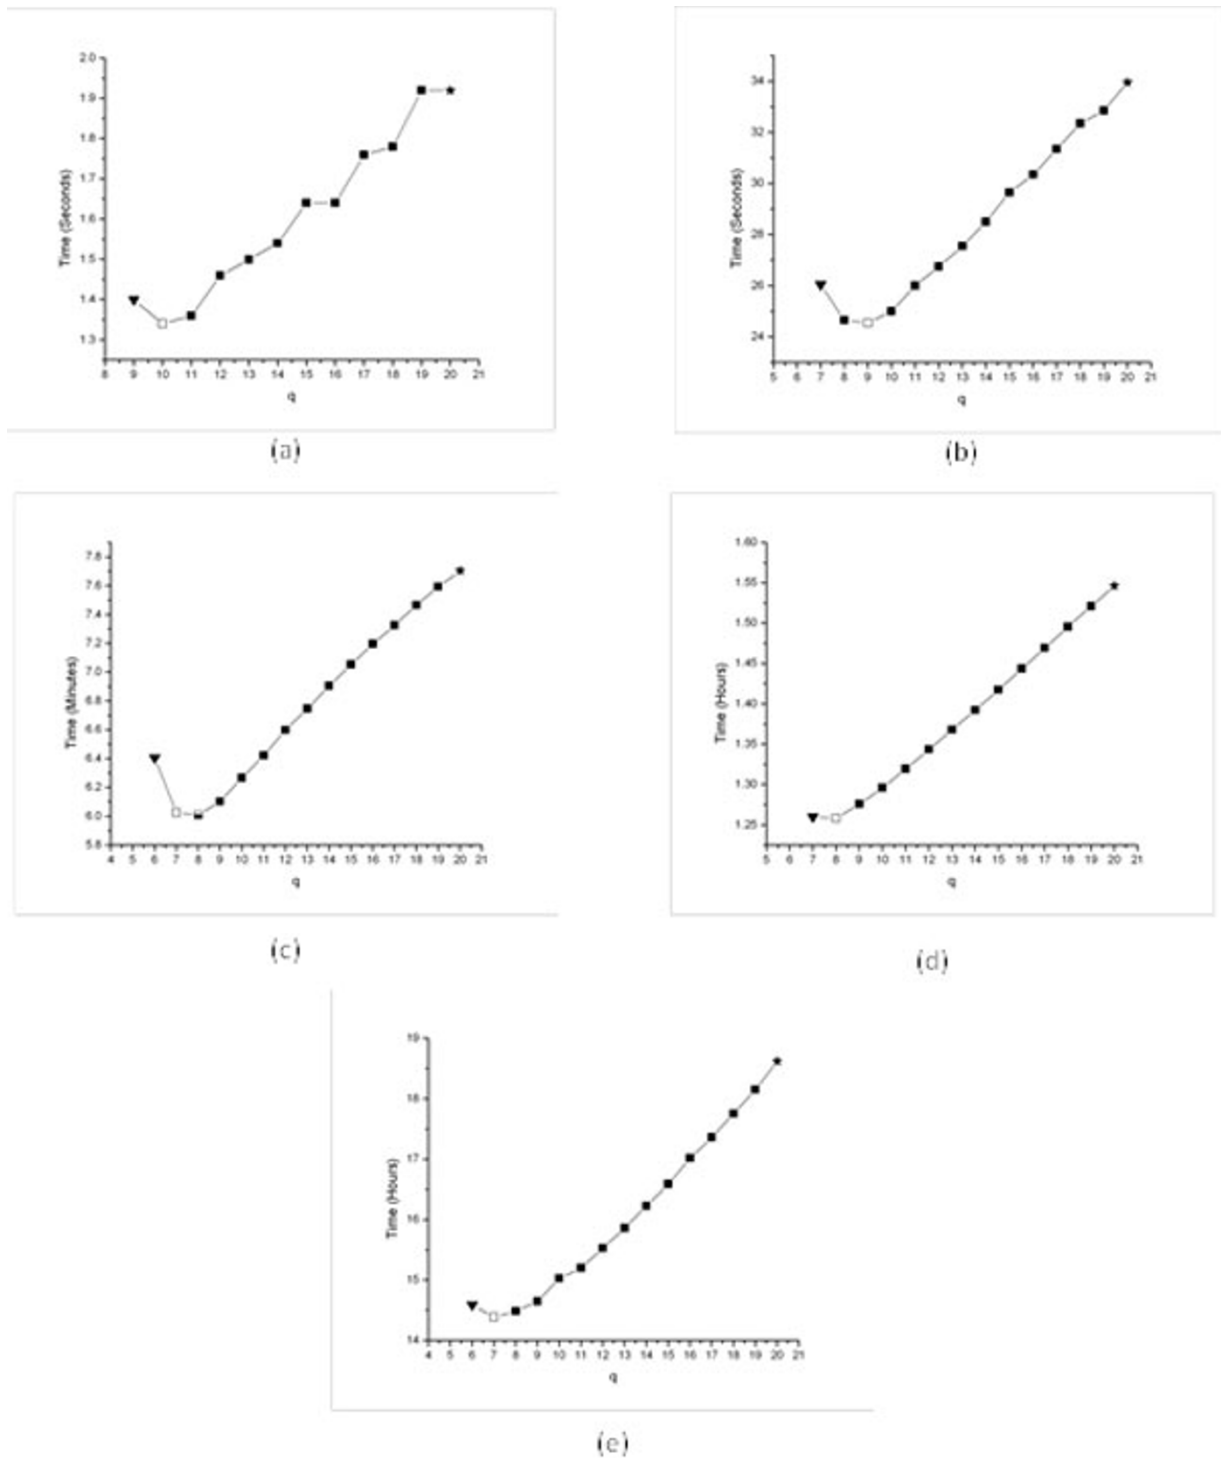 2.0
1.9
1.8
1.7
1.6
1.5
1.4
1.3
Time (Seconds)
8 9 10 11 12 13 14 15 16 17 18 19 20 21
q
(a)
34
32
30
28
26
24
Time (Seconds)
5 6 7 8 9 10 11 12 13 14 15 16 17 18 19 20 21
q
(b)
7.8
7.6
7.4
7.2
7.0
6.8
6.6
6.4
6.2
6.0
5.8
Time (Minutes)
4 5 6 7 8 9 10 11 12 13 14 15 16 17 18 19 20 21
q
(c)
1.60
1.55
1.50
1.45
1.40
1.35
1.30
1.25
Time (Hours)
5 6 7 8 9 10 11 12 13 14 15 16 17 18 19 20 21
q
(d)
19
18
17
16
15
14
Time (Hours)
4 5 6 7 8 9 10 11 12 13 14 15 16 17 18 19 20 21
q
(e)